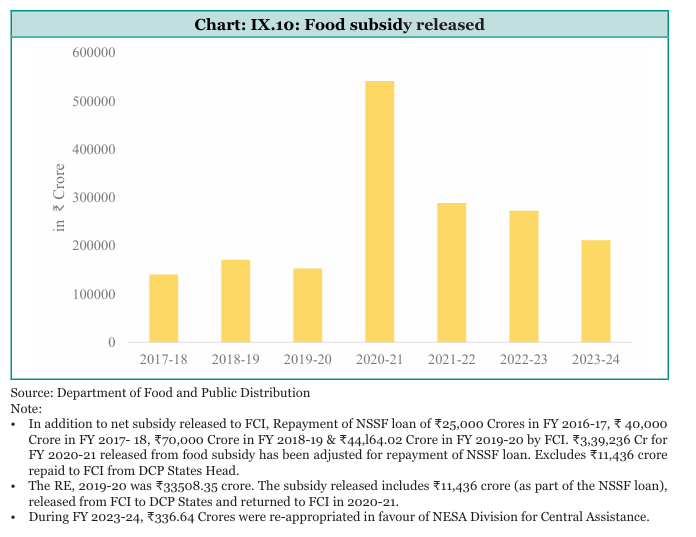 Chart: IX.10: Food subsidy released
600000
500000
400000
300000
200000
100000
0
in ₹ Crore
2017-18 2018-19 2019-20 2020-21 2021-22 2022-23 2023-24
Source: Department of Food and Public Distribution
Note:
• In addition to net subsidy released to FCI, Repayment of NSSF loan of ₹25,000 Crores in FY 2016-17, ₹ 40,000
Crore in FY 2017- 18, ₹70,000 Crore in FY 2018-19 & ₹44,l64.02 Crore in FY 2019-20 by FCI. ₹3,39,236 Cr for
FY 2020-21 released from food subsidy has been adjusted for repayment of NSSF loan. Excludes ₹11,436 crore
repaid to FCI from DCP States Head.
• The RE, 2019-20 was ₹33508.35 crore. The subsidy released includes ₹11,436 crore (as part of the NSSF loan),
released from FCI to DCP States and returned to FCI in 2020-21.
• During FY 2023-24, ₹336.64 Crores were re-appropriated in favour of NESA Division for Central Assistance.